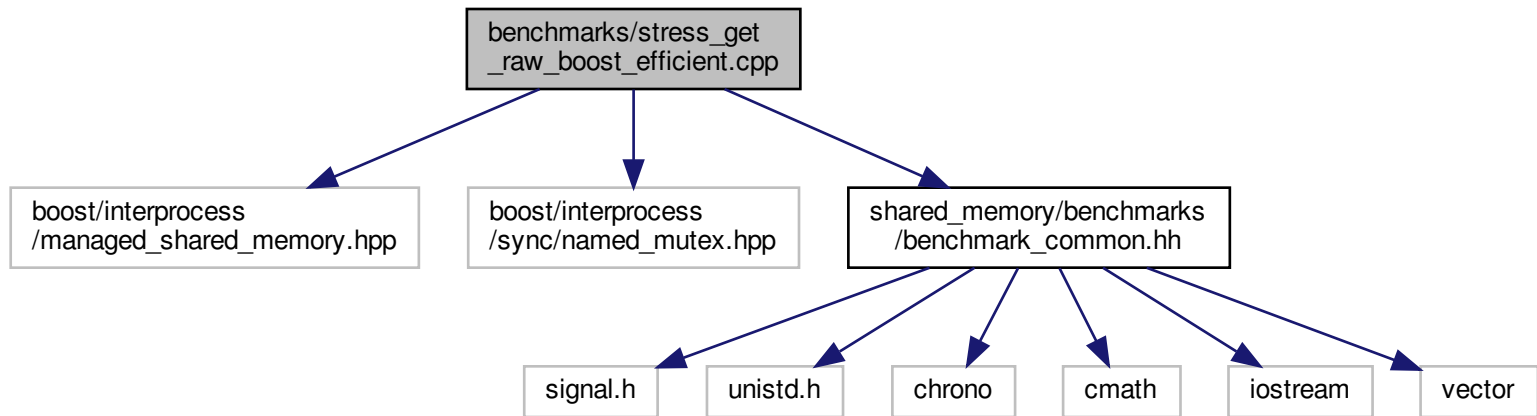 benchmarks/stress_get
_raw_boost_efficient.cpp
boost/interprocess
/managed_shared_memory.hpp
boost/interprocess
/sync/named_mutex.hpp
shared_memory/benchmarks
/benchmark_common.hh
signal.h
unistd.h
chrono
cmath
iostream
vector